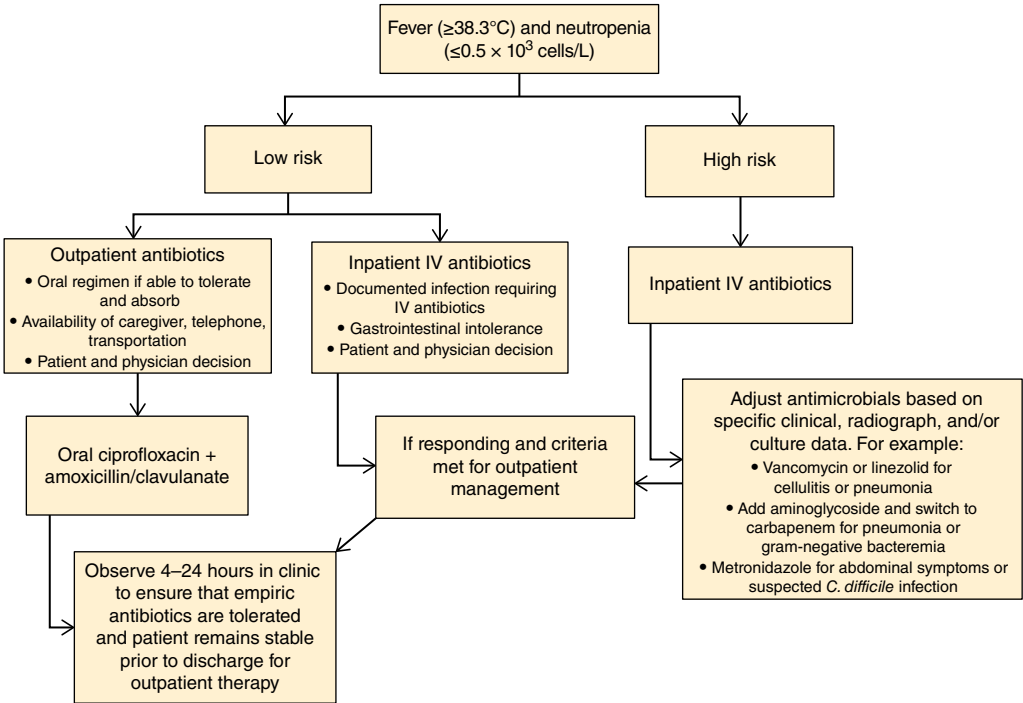 Fever (≥38.3°C) and neutropenia
(≤0.5 × 10³ cells/L)
Low risk
High risk
Outpatient antibiotics
• Oral regimen if able to tolerate
and absorb
• Availability of caregiver, telephone,
transportation
• Patient and physician decision
Inpatient IV antibiotics
• Documented infection requiring
IV antibiotics
• Gastrointestinal intolerance
• Patient and physician decision
Inpatient IV antibiotics
Oral ciprofloxacin +
amoxicillin/clavulanate
If responding and criteria
met for outpatient
management
Adjust antimicrobials based on
specific clinical, radiograph, and/or
culture data. For example:
• Vancomycin or linezolid for
cellulitis or pneumonia
• Add aminoglycoside and switch to
carbapenem for pneumonia or
gram-negative bacteremia
• Metronidazole for abdominal symptoms or
suspected C. difficile infection
Observe 4–24 hours in clinic
to ensure that empiric
antibiotics are tolerated
and patient remains stable
prior to discharge for
outpatient therapy